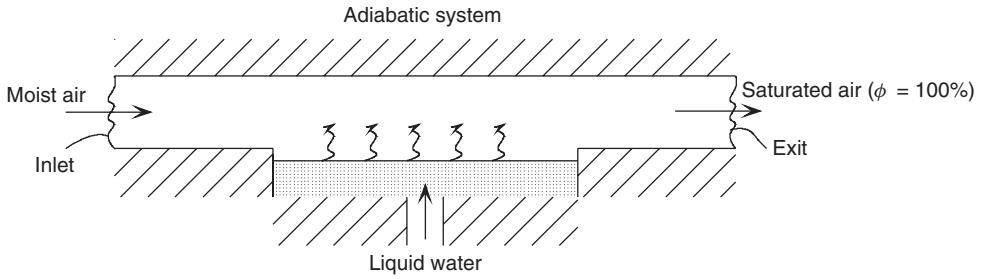 Adiabatic system
Moist air
Saturated air (ϕ = 100%)
Inlet
Exit
Liquid water